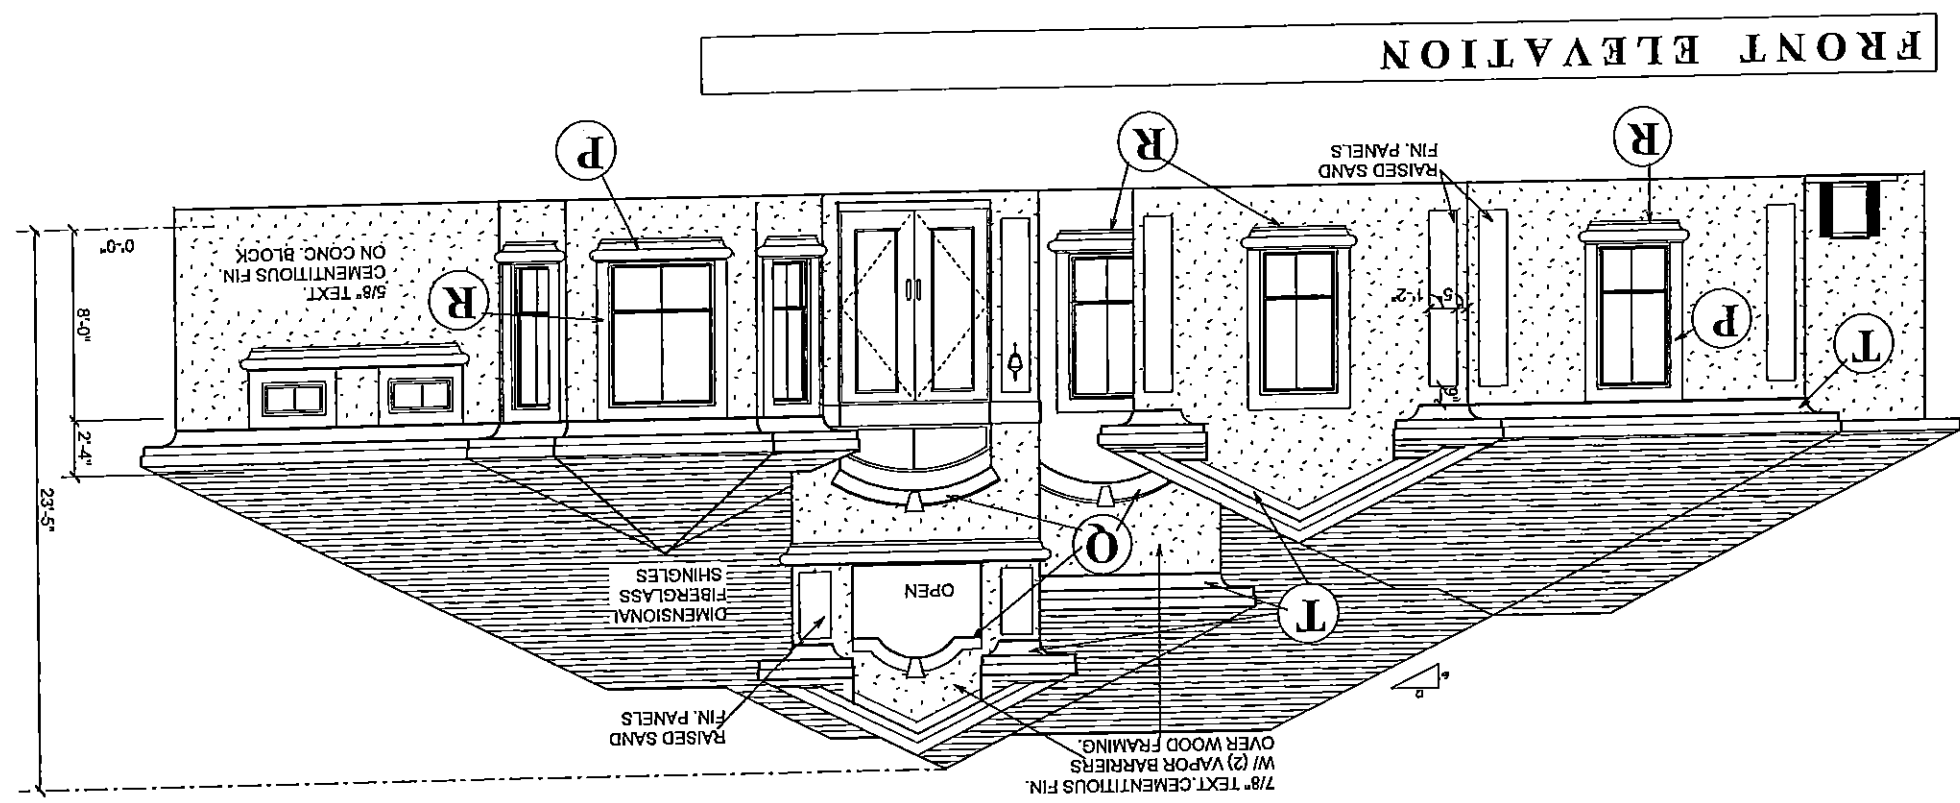 7/8" TEXT.CEMENTITIOUS FIN.
W/ (2) VAPOR BARRIERS
OVER WOOD FRAMING.
RAISED SAND
FIN. PANELS
T
OPEN
DIMENSIONAL
FIBERGLASS
SHINGLES
Q
23'-5"
2'-4"
8'-0"
0'-0"
T
P
5"
1'-2"
R
5/8" TEXT.
CEMENTITIOUS FIN.
ON CONC. BLOCK
R
RAISED SAND
FIN. PANELS
R
P
FRONT ELEVATION